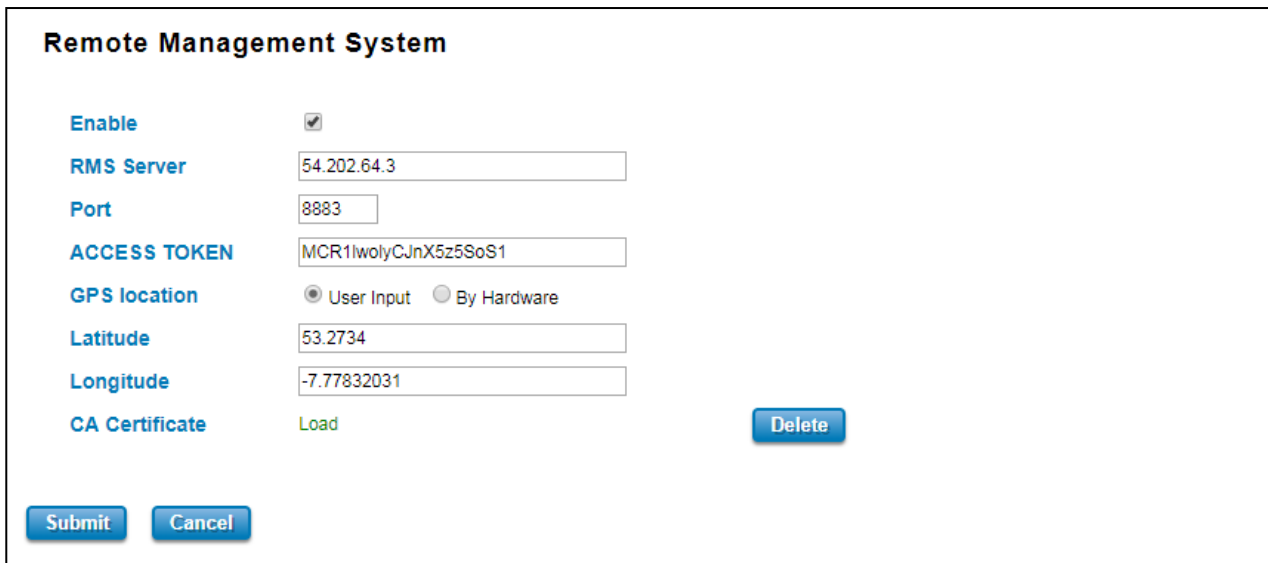 Remote Management System
Enable
RMS Server 54.202.64.3
Port 8883
ACCESS TOKEN MCR1lwolyCJnX5z5SoS1
GPS location User Input By Hardware
Latitude 53.2734
Longitude -7.77832031
CA Certificate Load Delete
Submit Cancel